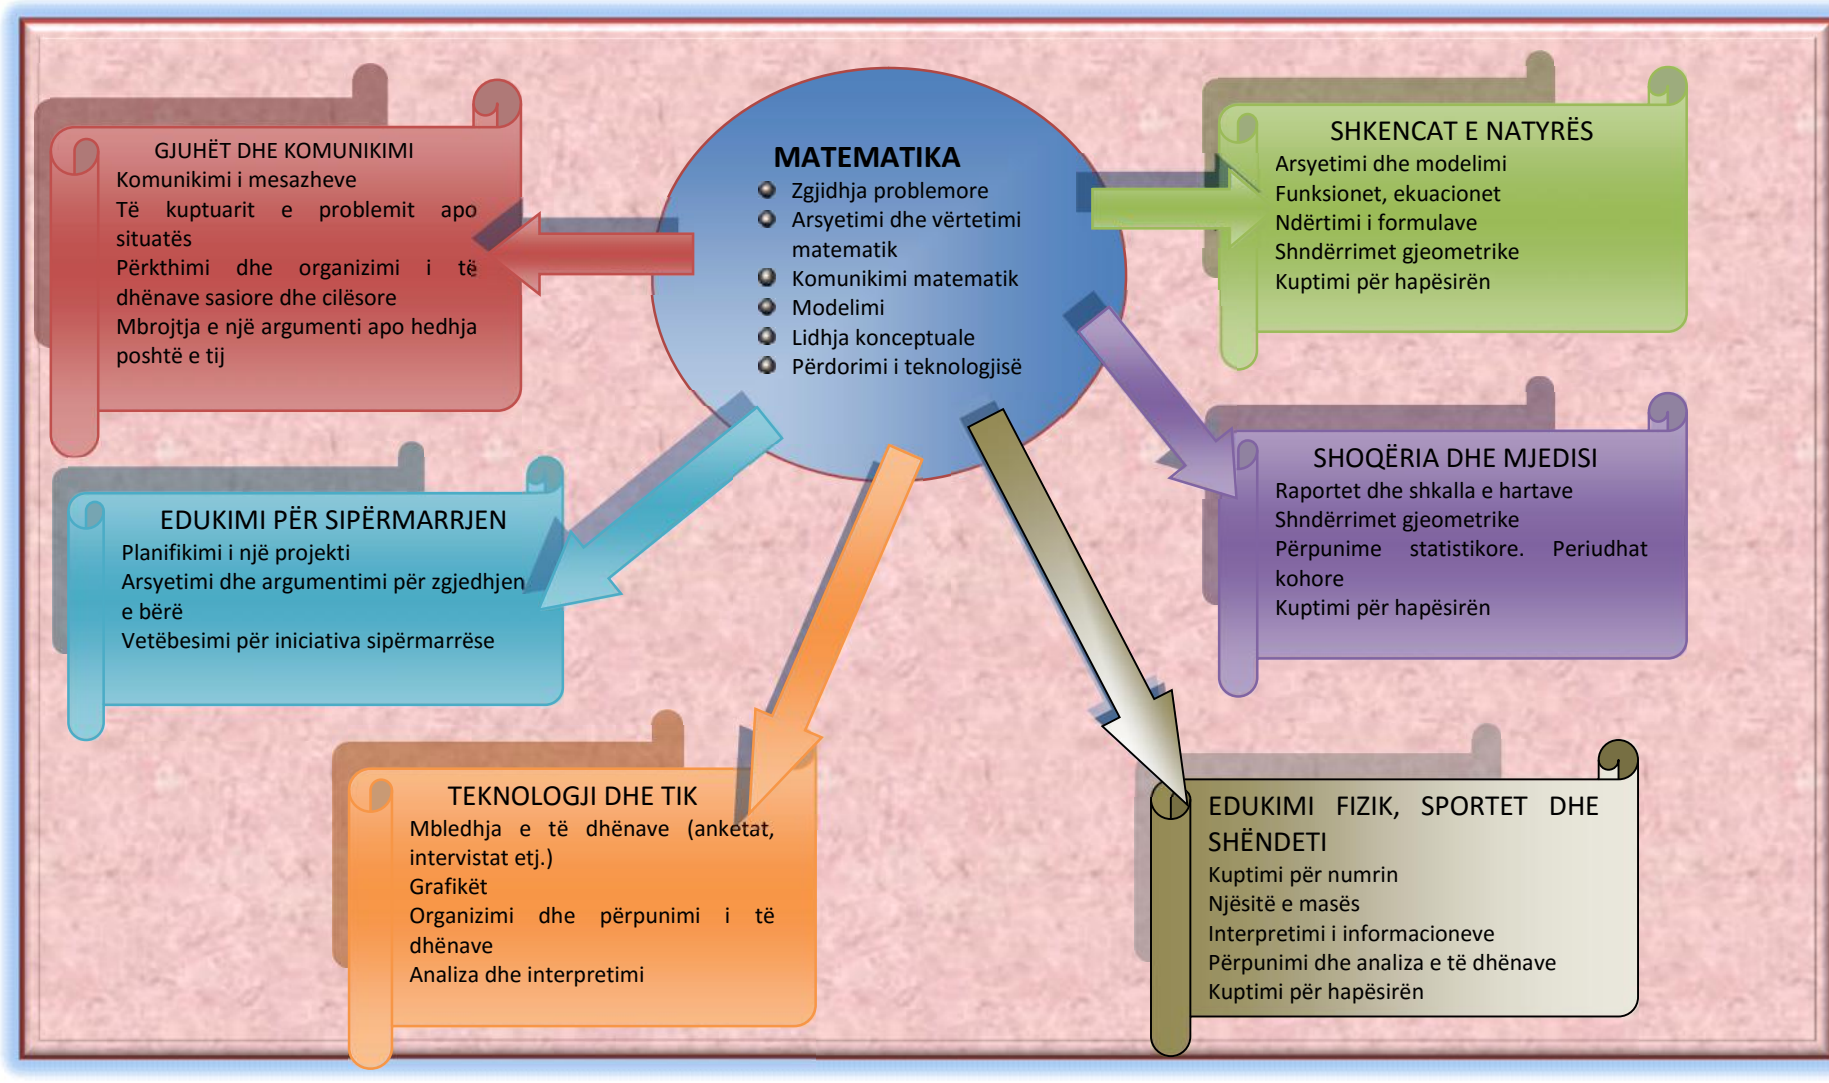 MATEMATIKA
Zgjidhja problemore
Arsyetimi dhe vërtetimi
matematik
Komunikimi matematik
Modelimi
Lidhja konceptuale
Përdorimi i teknologjisë
GJUHËT DHE KOMUNIKIMI
Komunikimi i mesazheve
Të kuptuarit e problemit apo
situatës
Përkthimi dhe organizimi i të
dhënave sasiore dhe cilësore
Mbrojtja e një argumenti apo hedhja
poshtë e tij
SHKENCAT E NATYRËS
Arsyetimi dhe modelimi
Funksionet, ekuacionet
Ndërtimi i formulave
Shndërrimet gjeometrike
Kuptimi për hapësirën
EDUKIMI PËR SIPËRMARRJEN
Planifikimi i një projekti
Arsyetimi dhe argumentimi për zgjedhjen
e bërë
Vetëbesimi për iniciativa sipërmarrëse
SHOQËRIA DHE MJEDISI
Raportet dhe shkalla e hartave
Shndërrimet gjeometrike
Përpunime statistikore. Periudhat
kohore
Kuptimi për hapësirën
TEKNOLOGJI DHE TIK
Mbledhja e të dhënave (anketat,
intervistat etj.)
Grafikët
Organizimi dhe përpunimi i të
dhënave
Analiza dhe interpretimi
EDUKIMI FIZIK, SPORTET DHE
SHËNDETI
Kuptimi për numrin
Njësitë e masës
Interpretimi i informacioneve
Përpunimi dhe analiza e të dhënave
Kuptimi për hapësirën